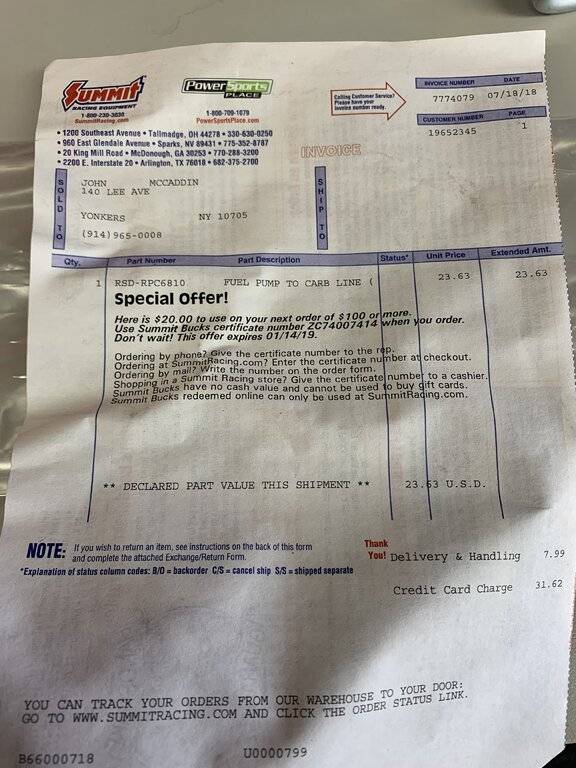 SUMMIT
RACING EQUIPMENT
1-800-230-3030
SummitRacing.com
PowerSports
PLACE
1-800-709-1679
PowerSportsPlace.com
Calling Customer Service?
Please have your
invoice number ready.
INVOICE NUMBER DATE
7774079 07/18/18
CUSTOMER NUMBER PAGE
19652345 1
• 1200 Southeast Avenue • Tallmadge, OH 44278 • 330-630-0250
• 960 East Glendale Avenue • Sparks, NV 89431 • 775-352-8787
• 20 King Mill Road • McDonough, GA 30253 • 770-288-3200
• 2200 E. Interstate 20 • Arlington, TX 76018 • 682-375-2700
INVOICE
SOLD TO
JOHN MCCADDIN
140 LEE AVE
YONKERS NY 10705
(914)965-0008
SHIP TO
Qty. Part Number Part Description Status* Unit Price Extended Amt.
1 RSD-RPC6810 FUEL PUMP TO CARB LINE ( 23.63 23.63
Special Offer!
Here is $20.00 to use on your next order of $100 or more.
Use Summit Bucks certificate number ZC74007414 when you order.
Don't wait! This offer expires 01/14/19.
Ordering by phone? Give the certificate number to the rep.
Ordering at SummitRacing.com? Enter the certificate number at checkout.
Ordering by mail? Write the number on the order form.
Shopping in a Summit Racing store? Give the certificate number to a cashier.
Summit Bucks have no cash value and cannot be used to buy gift cards.
Summit Bucks redeemed online can only be used at SummitRacing.com.
** DECLARED PART VALUE THIS SHIPMENT ** 23.63 U.S.D.
NOTE: If you wish to return an item, see instructions on the back of this form
and complete the attached Exchange/Return Form.
*Explanation of status column codes: B/O = backorder C/S = cancel ship S/S = shipped separate
Thank
You!
Delivery & Handling 7.99
Credit Card Charge 31.62
YOU CAN TRACK YOUR ORDERS FROM OUR WAREHOUSE TO YOUR DOOR:
GO TO WWW.SUMMITRACING.COM AND CLICK THE ORDER STATUS LINK.
B66000718 U0000799